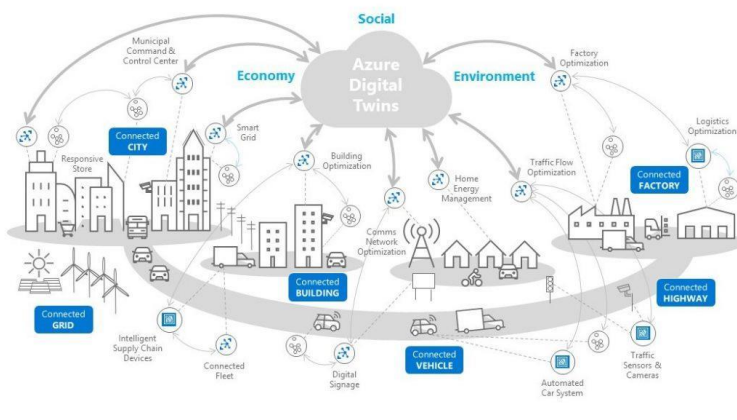 Social
Economy
Environment
Azure
Digital
Twins
Municipal
Command &
Control Center
Factory
Optimization
Logistics
Optimization
Connected
CITY
Smart
Grid
Responsive
Store
Building
Optimization
Home
Energy
Management
Traffic Flow
Optimization
Connected
FACTORY
Comms
Network
Optimization
Connected
BUILDING
Connected
HIGHWAY
Connected
GRID
Intelligent
Supply Chain
Devices
Connected
Fleet
Digital
Signage
Connected
VEHICLE
Automated
Car System
Traffic
Sensors &
Cameras